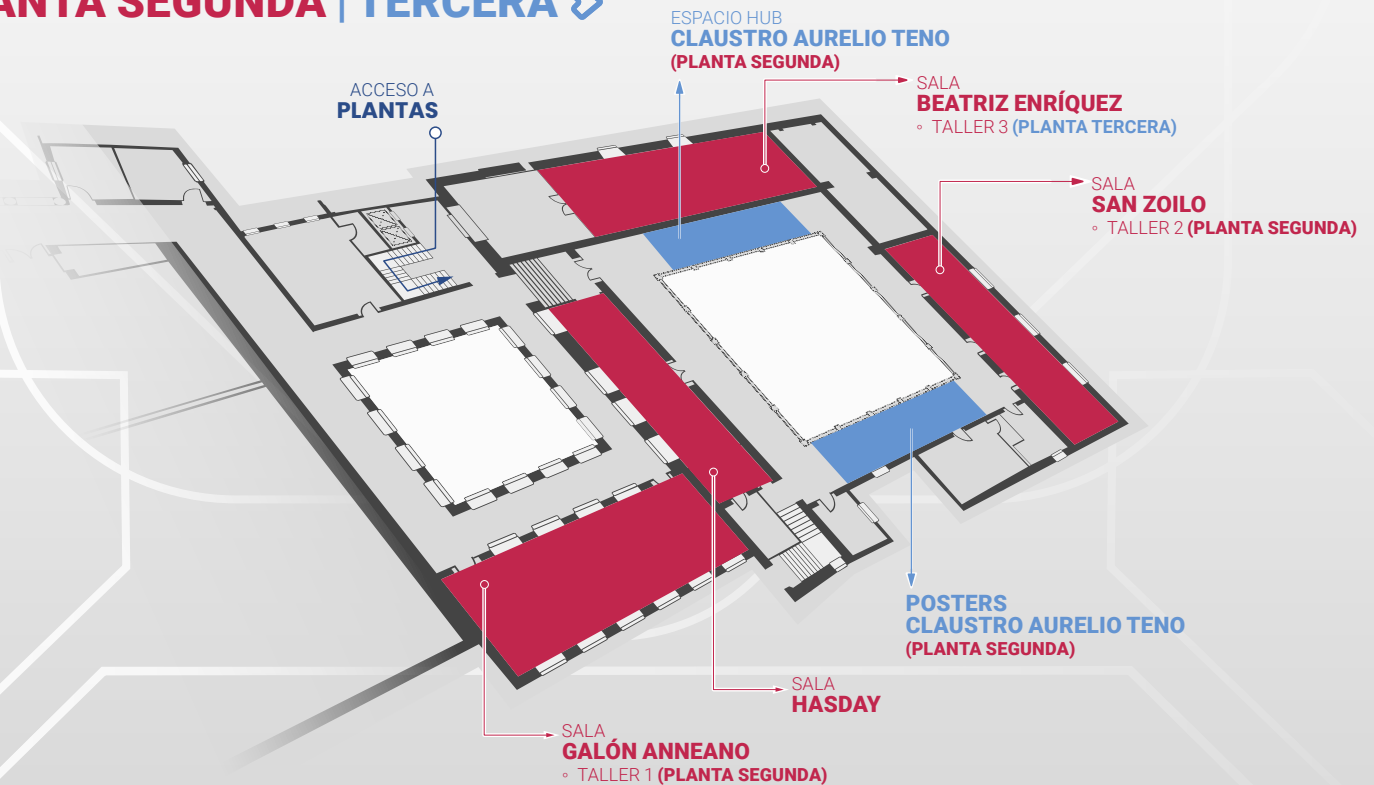 PLANTA SEGUNDA | TERCERA
ESPACIO HUB
CLAUSTRO AURELIO TENO
(PLANTA SEGUNDA)
ACCESO A
PLANTAS
SALA
BEATRIZ ENRÍQUEZ
◦ TALLER 3 (PLANTA TERCERA)
SALA
SAN ZOILO
◦ TALLER 2 (PLANTA SEGUNDA)
POSTERS
CLAUSTRO AURELIO TENO
(PLANTA SEGUNDA)
SALA
HASDAY
SALA
GALÓN ANNEANO
◦ TALLER 1 (PLANTA SEGUNDA)